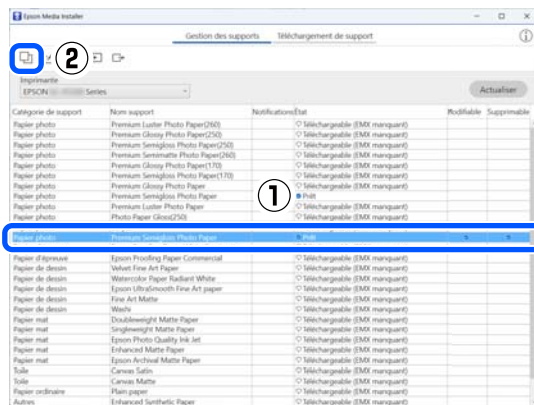 Epson Media Installer
Gestion des supports Téléchargement de support
②
Imprimante
EPSON Series
Actualiser
Catégorie de support Nom support Notifications État Modifiable Supprimable
Papier photo Premium Luster Photo Paper(260) Téléchargeable (EMX manquant)
Papier photo Premium Glossy Photo Paper(250) Téléchargeable (EMX manquant)
Papier photo Premium Semigloss Photo Paper(250) Téléchargeable (EMX manquant)
Papier photo Premium Semimatte Photo Paper(260) Téléchargeable (EMX manquant)
Papier photo Premium Glossy Photo Paper(170) Téléchargeable (EMX manquant)
Papier photo Premium Semigloss Photo Paper(170) Téléchargeable (EMX manquant)
Papier photo Premium Glossy Photo Paper Téléchargeable (EMX manquant)
Papier photo Premium Semigloss Photo Paper ① Prêt
Papier photo Premium Luster Photo Paper Téléchargeable (EMX manquant)
Papier photo Photo Paper Gloss(250) Téléchargeable (EMX manquant)
Papier photo Premium Semigloss Photo Paper Prêt
Papier d'épreuve Epson Proofing Paper Commercial Téléchargeable (EMX manquant)
Papier de dessin Velvet Fine Art Paper Téléchargeable (EMX manquant)
Papier de dessin Watercolor Paper Radiant White Téléchargeable (EMX manquant)
Papier de dessin Epson UltraSmooth Fine Art paper Téléchargeable (EMX manquant)
Papier de dessin Fine Art Matte Téléchargeable (EMX manquant)
Papier de dessin Washi Téléchargeable (EMX manquant)
Papier mat Doubleweight Matte Paper Téléchargeable (EMX manquant)
Papier mat Singleweight Matte Paper Téléchargeable (EMX manquant)
Papier mat Epson Photo Quality Ink Jet Téléchargeable (EMX manquant)
Papier mat Enhanced Matte Paper Téléchargeable (EMX manquant)
Papier mat Epson Archival Matte Paper Téléchargeable (EMX manquant)
Toile Canvas Satin Téléchargeable (EMX manquant)
Toile Canvas Matte Téléchargeable (EMX manquant)
Papier ordinaire Plain paper Téléchargeable (EMX manquant)
Autres Enhanced Synthetic Paper Téléchargeable (EMX manquant)